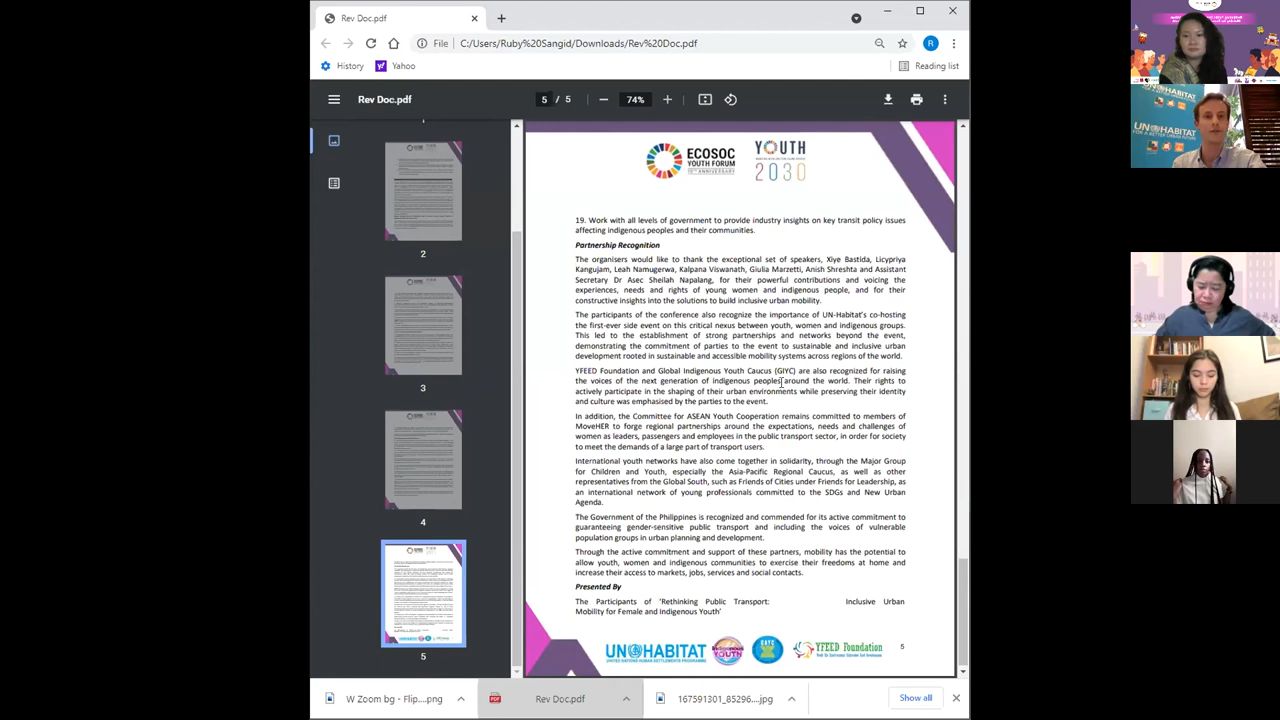 Rev Doc.pdf
File
C:/Users/Ruby%20Sangid/Downloads/Rev%20Doc.pdf
R
History
Yahoo
Reading list
Rev Doc.pdf
5 / 5
74%
2
3
4
5
ECOSOC
YOUTH FORUM
10TH ANNIVERSARY
YOUTH
2030
19. Work with all levels of government to provide industry insights on key transit policy issues
affecting indigenous peoples and their communities.
Partnership Recognition
The organisers would like to thank the exceptional set of speakers, Xiye Bastida, Licypriya
Kangujam, Leah Namugerwa, Kalpana Viswanath, Giulia Marzetti, Anish Shreshta and Assistant
Secretary Dr Asec Sheilah Napalang, for their powerful contributions and voicing the
experiences, needs and rights of young women and indigenous people, and for their
constructive insights into the solutions to build inclusive urban mobility.
The participants of the conference also recognize the importance of UN-Habitat's co-hosting
the first-ever side event on this critical nexus between youth, women and indigenous groups.
This led to the establishment of strong partnerships and networks beyond the event,
demonstrating the commitment of parties to the event to sustainable and inclusive urban
development rooted in sustainable and accessible mobility systems across regions of the world.
YFEED Foundation and Global Indigenous Youth Caucus (GIYC) are also recognized for raising
the voices of the next generation of indigenous peoples around the world. Their rights to
actively participate in the shaping of their urban environments while preserving their identity
and culture was emphasised by the parties to the event.
In addition, the Committee for ASEAN Youth Cooperation remains committed to members of
MoveHER to forge regional partnerships around the expectations, needs and challenges of
women as leaders, passengers and employees in the public transport sector, in order for society
to meet the demands of a large part of transport users.
International youth networks have also come together in solidarity, through the Major Group
for Children and Youth, especially the Asia-Pacific Regional Caucus, as well as other
representatives from the Global South, such as Friends of Cities under Friends for Leadership, as
an international network of young professionals committed to the SDGs and New Urban
Agenda.
The Government of the Philippines is recognized and commended for its active commitment to
guaranteeing gender-sensitive public transport and including the voices of vulnerable
population groups in urban planning and development.
Through the active commitment and support of these partners, mobility has the potential to
allow youth, women and indigenous communities to exercise their freedoms at home and
increase their access to markets, jobs, services and social contacts.
Presented By
The Participants of 'Rethinking Public Transport: Inclusive Urban
Mobility for Female and Indigenous Youth'
UN HABITAT
UNITED NATIONS HUMAN SETTLEMENTS PROGRAMME
YFEED Foundation
5
W Zoom bg - Flip....png
Rev Doc.pdf
167591301_85296....jpg
Show all
UN HABITAT
FOR A BETTER URBAN FUTURE